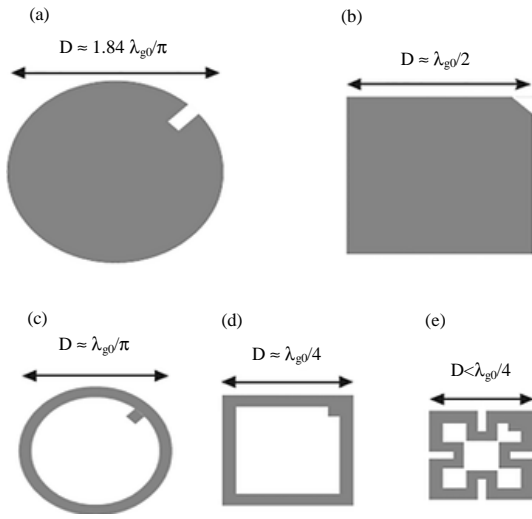 (a)
D ≈ 1.84 λg0/π
(b)
D ≈ λg0/2
(c)
D ≈ λg0/π
(d)
D ≈ λg0/4
(e)
D<λg0/4